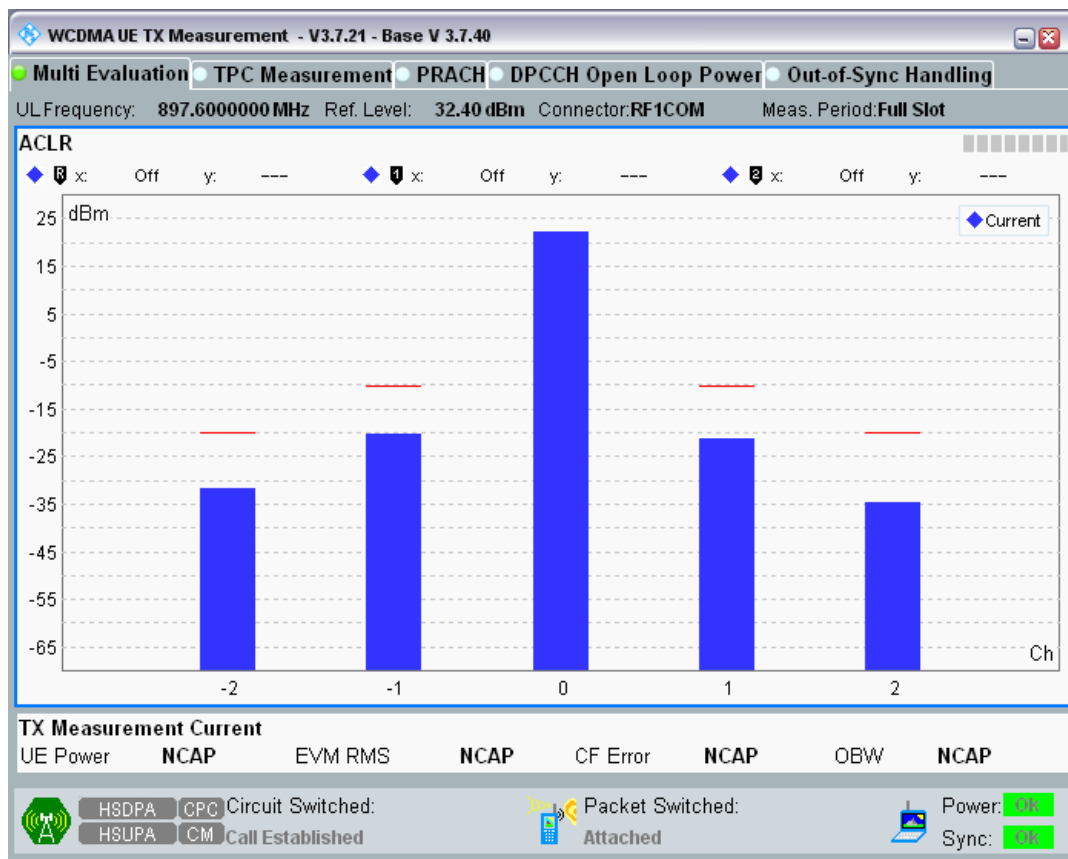 WCDMA UE TX Measurement - V3.7.21 - Base V 3.7.40
Multi Evaluation TPC Measurement PRACH DPCCH Open Loop Power Out-of-Sync Handling
UL Frequency: 897.6000000 MHz Ref. Level: 32.40 dBm Connector:RF1COM Meas. Period:Full Slot
ACLR
R x: Off y: --- 1 x: Off y: --- 2 x: Off y: ---
dBm
Current
25
15
5
-5
-15
-25
-35
-45
-55
-65
Ch
-2 -1 0 1 2
TX Measurement Current
UE Power NCAP EVM RMS NCAP CF Error NCAP OBW NCAP
HSDPA CPC Circuit Switched: Packet Switched: Power: OK
HSUPA CM Call Established Attached Sync: OK